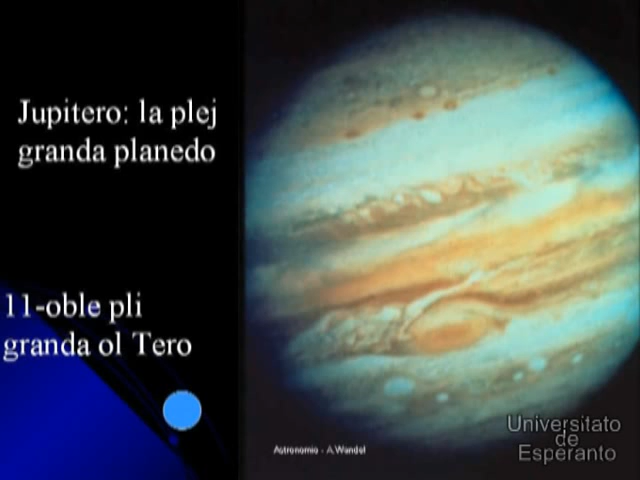 Jupitero: la plej
granda planedo
11-oble pli
granda ol Tero
Astronomio - A.Wandel
Universitato
de
Esperanto